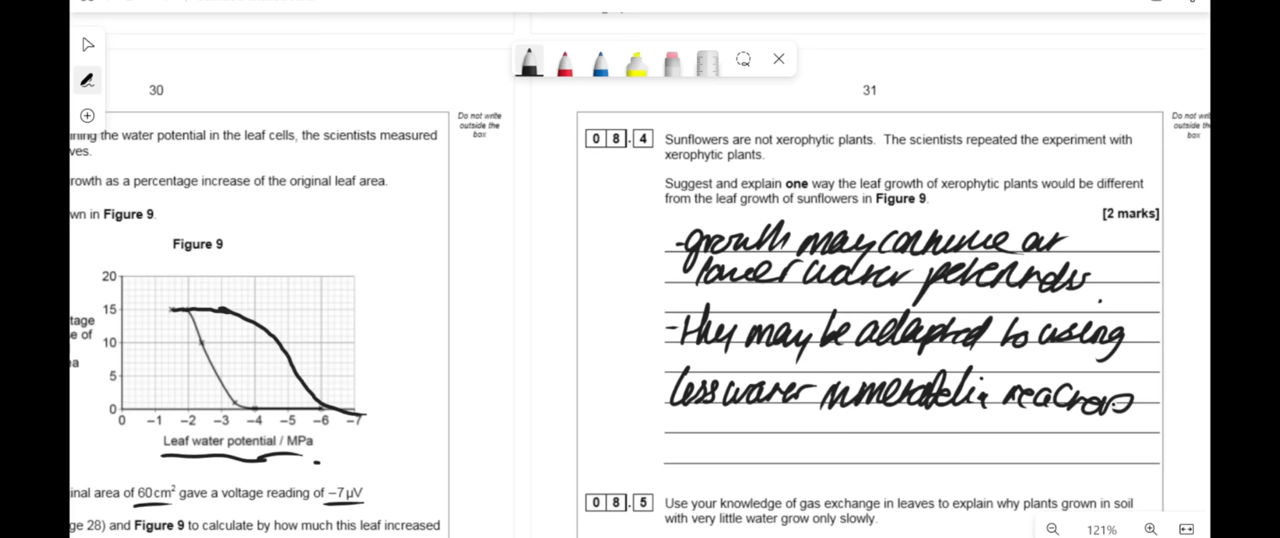 30
ining the water potential in the leaf cells, the scientists measured
ves.
rowth as a percentage increase of the original leaf area.
wn in Figure 9.
Figure 9
20
15
10
5
0
tage
e of
a
0 −1 −2 −3 −4 −5 −6 −7
Leaf water potential / MPa
inal area of 60 cm² gave a voltage reading of −7 µV
ge 28) and Figure 9 to calculate by how much this leaf increased
Do not write
outside the
box
31
Do not write
outside the
box
0 8 . 4 Sunflowers are not xerophytic plants. The scientists repeated the experiment with
xerophytic plants.
Suggest and explain one way the leaf growth of xerophytic plants would be different
from the leaf growth of sunflowers in Figure 9.
[2 marks]
-growth may continue at
lower water potentials.
-they may be adapted to using
less water in metabolic reactions
0 8 . 5 Use your knowledge of gas exchange in leaves to explain why plants grown in soil
with very little water grow only slowly.
121%